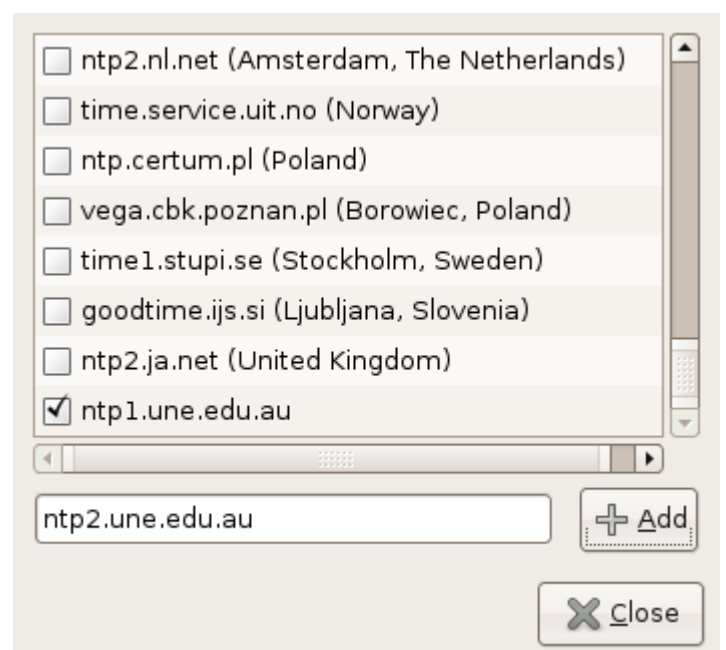 ntp2.nl.net (Amsterdam, The Netherlands)
time.service.uit.no (Norway)
ntp.certum.pl (Poland)
vega.cbk.poznan.pl (Borowiec, Poland)
time1.stupi.se (Stockholm, Sweden)
goodtime.ijs.si (Ljubljana, Slovenia)
ntp2.ja.net (United Kingdom)
ntp1.une.edu.au
ntp2.une.edu.au
Add
Close